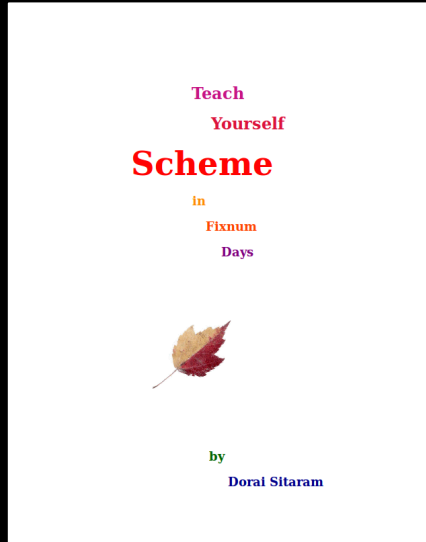 Teach
Yourself
Scheme
in
Fixnum
Days
by
Dorai Sitaram